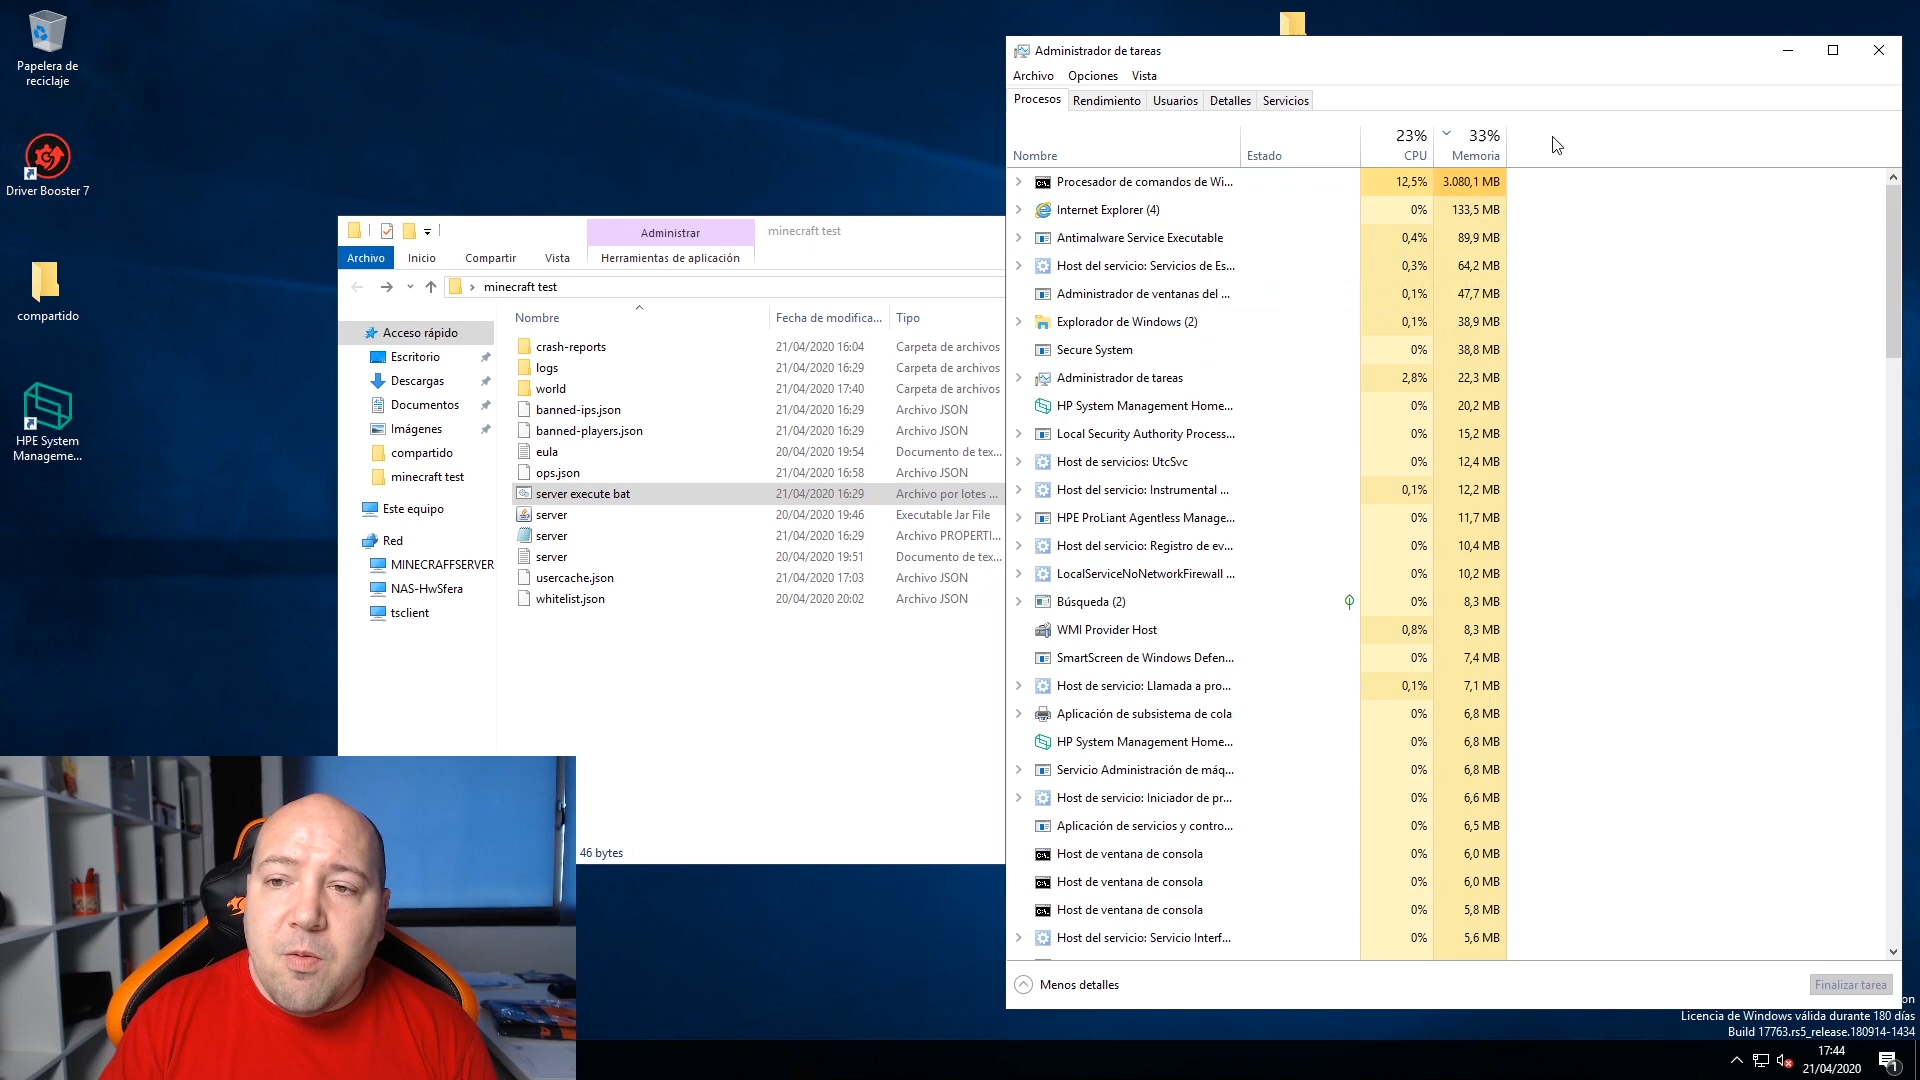 Papelera de
reciclaje
Driver Booster 7
compartido
HPE System
Manageme...
Administrar
minecraft test
Archivo
Inicio
Compartir
Vista
Herramientas de aplicación
minecraft test
Nombre
Fecha de modifica...
Tipo
Acceso rápido
Escritorio
Descargas
Documentos
Imágenes
compartido
minecraft test
Este equipo
Red
MINECRAFFSERVER
NAS-HwSfera
tsclient
crash-reports 21/04/2020 16:04 Carpeta de archivos
logs 21/04/2020 16:29 Carpeta de archivos
world 21/04/2020 17:40 Carpeta de archivos
banned-ips.json 21/04/2020 16:29 Archivo JSON
banned-players.json 21/04/2020 16:29 Archivo JSON
eula 20/04/2020 19:54 Documento de tex...
ops.json 21/04/2020 16:58 Archivo JSON
server execute bat 21/04/2020 16:29 Archivo por lotes ...
server 20/04/2020 19:46 Executable Jar File
server 21/04/2020 16:29 Archivo PROPERTI...
server 20/04/2020 19:51 Documento de tex...
usercache.json 21/04/2020 17:03 Archivo JSON
whitelist.json 20/04/2020 20:02 Archivo JSON
46 bytes
Administrador de tareas
Archivo Opciones Vista
Procesos Rendimiento Usuarios Detalles Servicios
23% 33%
Nombre Estado CPU Memoria
Procesador de comandos de Wi... 12,5% 3.080,1 MB
Internet Explorer (4) 0% 133,5 MB
Antimalware Service Executable 0,4% 89,9 MB
Host del servicio: Servicios de Es... 0,3% 64,2 MB
Administrador de ventanas del ... 0,1% 47,7 MB
Explorador de Windows (2) 0,1% 38,9 MB
Secure System 0% 38,8 MB
Administrador de tareas 2,8% 22,3 MB
HP System Management Home... 0% 20,2 MB
Local Security Authority Process... 0% 15,2 MB
Host de servicios: UtcSvc 0% 12,4 MB
Host del servicio: Instrumental ... 0,1% 12,2 MB
HPE ProLiant Agentless Manage... 0% 11,7 MB
Host del servicio: Registro de ev... 0% 10,4 MB
LocalServiceNoNetworkFirewall ... 0% 10,2 MB
Búsqueda (2) 0% 8,3 MB
WMI Provider Host 0,8% 8,3 MB
SmartScreen de Windows Defen... 0% 7,4 MB
Host de servicio: Llamada a pro... 0,1% 7,1 MB
Aplicación de subsistema de cola 0% 6,8 MB
HP System Management Home... 0% 6,8 MB
Servicio Administración de máq... 0% 6,8 MB
Host de servicio: Iniciador de pr... 0% 6,6 MB
Aplicación de servicios y contro... 0% 6,5 MB
Host de ventana de consola 0% 6,0 MB
Host de ventana de consola 0% 6,0 MB
Host de ventana de consola 0% 5,8 MB
Host del servicio: Servicio Interf... 0% 5,6 MB
Menos detalles
Finalizar tarea
on
Licencia de Windows válida durante 180 días
Build 17763.rs5_release.180914-1434
17:44
21/04/2020
1